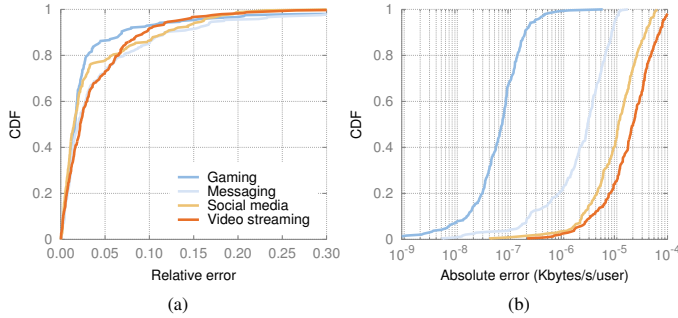 1
0.8
0.6
0.4
0.2
0
CDF
Gaming
Messaging
Social media
Video streaming
0.00 0.05 0.10 0.15 0.20 0.25 0.30
Relative error
(a)
1
0.8
0.6
0.4
0.2
0
CDF
10-9 10-8 10-7 10-6 10-5 10-4
Absolute error (Kbytes/s/user)
(b)